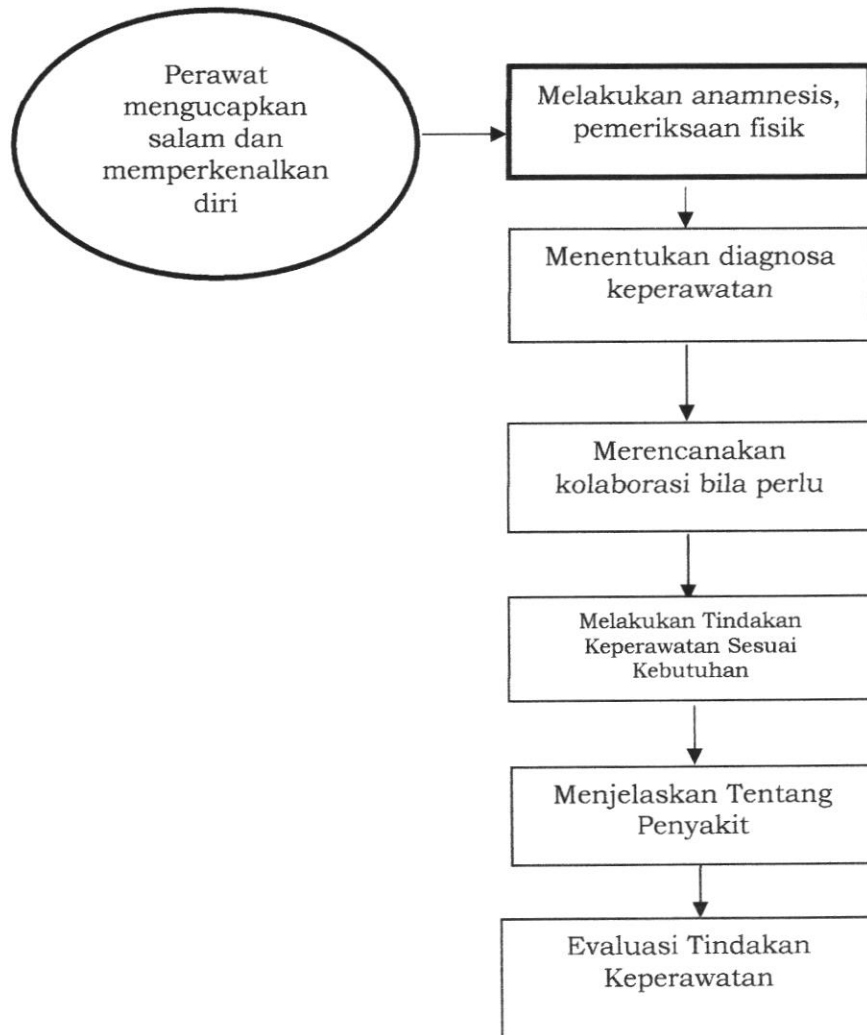 Perawat
mengucapkan
salam dan
memperkenalkan
diri
Melakukan anamnesis,
pemeriksaan fisik
Menentukan diagnosa
keperawatan
Merencanakan
kolaborasi bila perlu
Melakukan Tindakan
Keperawatan Sesuai
Kebutuhan
Menjelaskan Tentang
Penyakit
Evaluasi Tindakan
Keperawatan